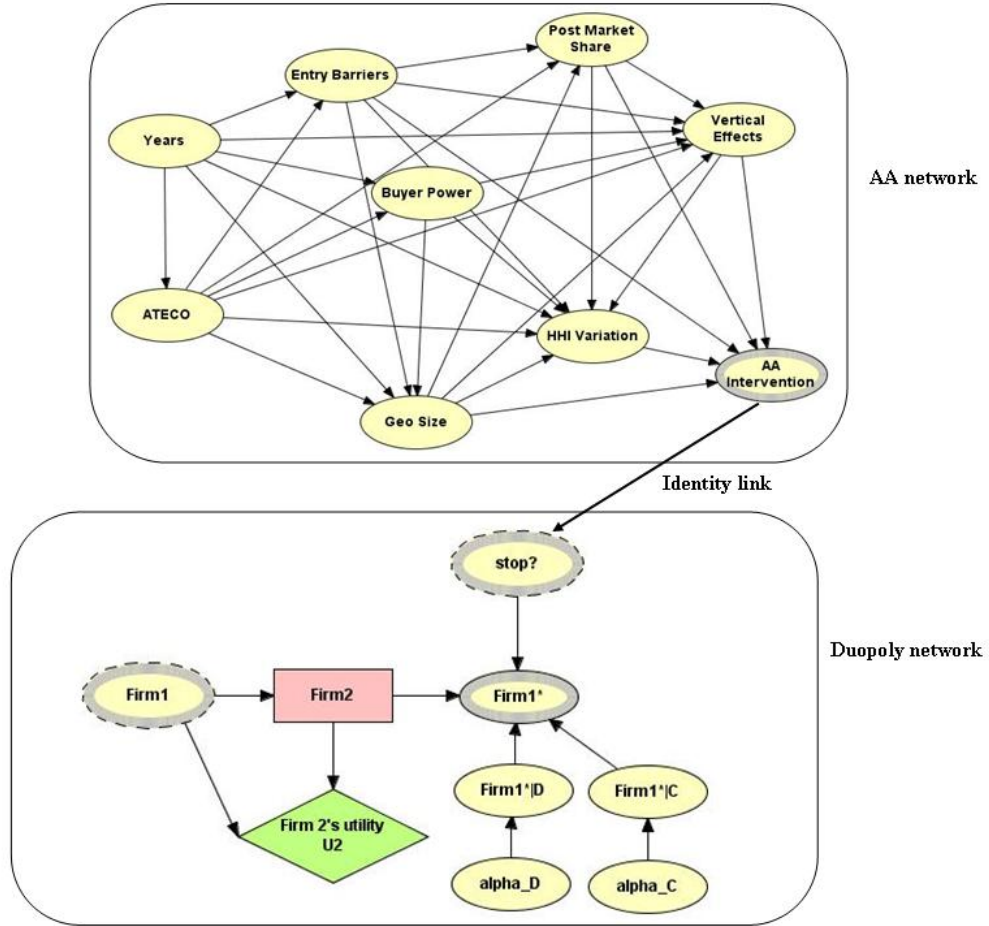 Post Market
Share
Entry Barriers
Vertical
Effects
Years
AA network
Buyer Power
ATECO
HHI Variation
AA
Intervention
Geo Size
Identity link
stop?
Duopoly network
Firm1
Firm2
Firm1*
Firm1*|D
Firm1*|C
Firm 2's utility
U2
alpha_D
alpha_C